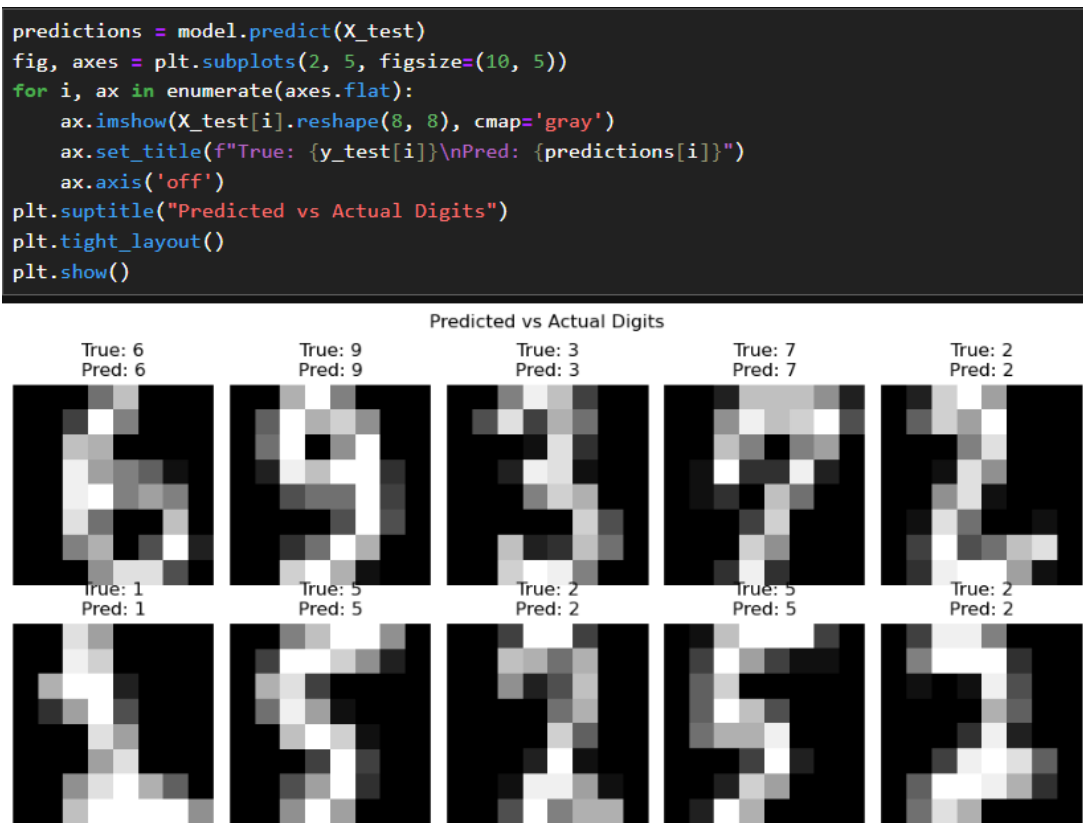 predictions = model.predict(X_test)
fig, axes = plt.subplots(2, 5, figsize=(10, 5))
for i, ax in enumerate(axes.flat):
    ax.imshow(X_test[i].reshape(8, 8), cmap='gray')
    ax.set_title(f"True: {y_test[i]}\nPred: {predictions[i]}")
    ax.axis('off')
plt.suptitle("Predicted vs Actual Digits")
plt.tight_layout()
plt.show()
Predicted vs Actual Digits
True: 6 True: 9 True: 3 True: 7 True: 2
Pred: 6 Pred: 9 Pred: 3 Pred: 7 Pred: 2
True: 1 True: 5 True: 2 True: 5 True: 2
Pred: 1 Pred: 5 Pred: 2 Pred: 5 Pred: 2